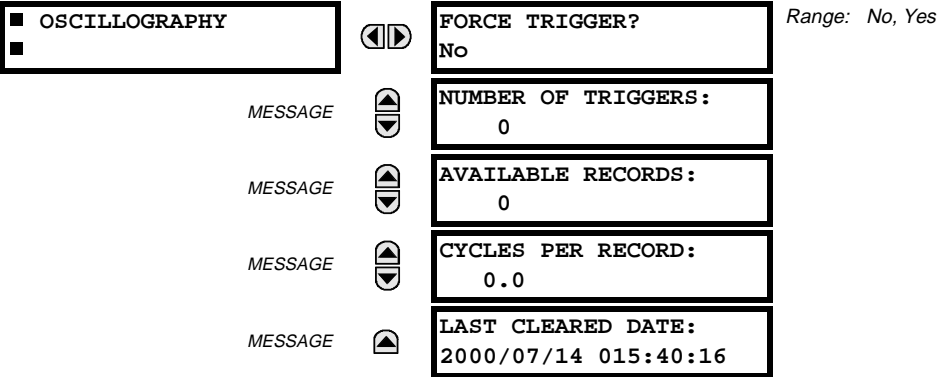 OSCILLOGRAPHY
FORCE TRIGGER?
No
Range: No, Yes
MESSAGE
NUMBER OF TRIGGERS:
0
MESSAGE
AVAILABLE RECORDS:
0
MESSAGE
CYCLES PER RECORD:
0.0
MESSAGE
LAST CLEARED DATE:
2000/07/14 015:40:16